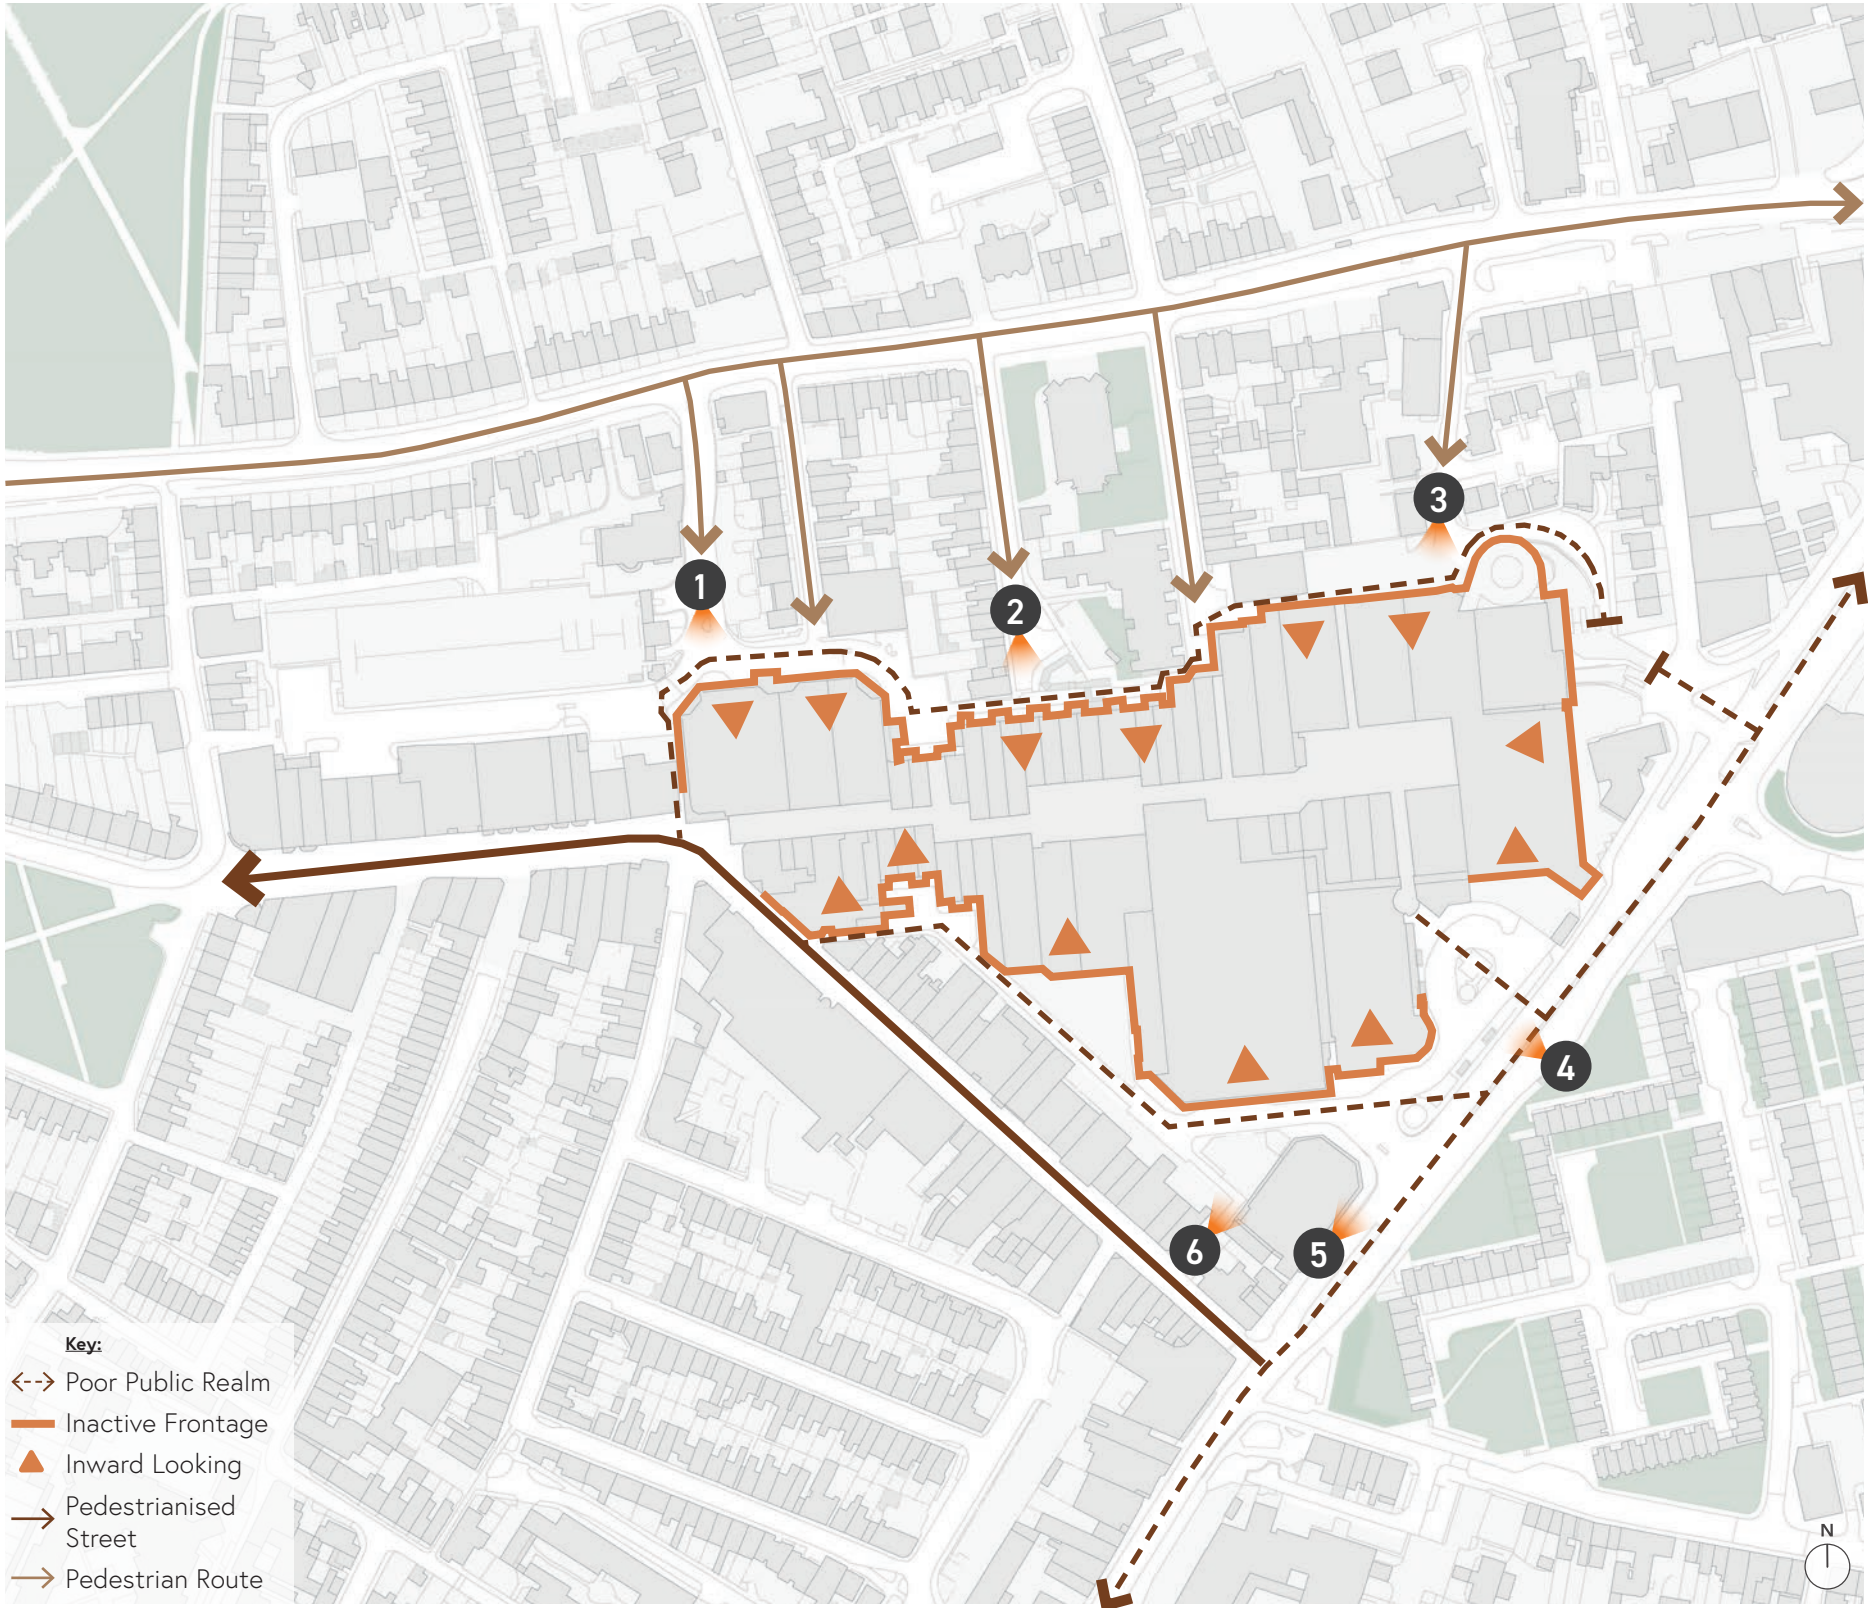 3
1
2
4
6
5
Key:
Poor Public Realm
Inactive Frontage
Inward Looking
Pedestrianised
Street
Pedestrian Route
N